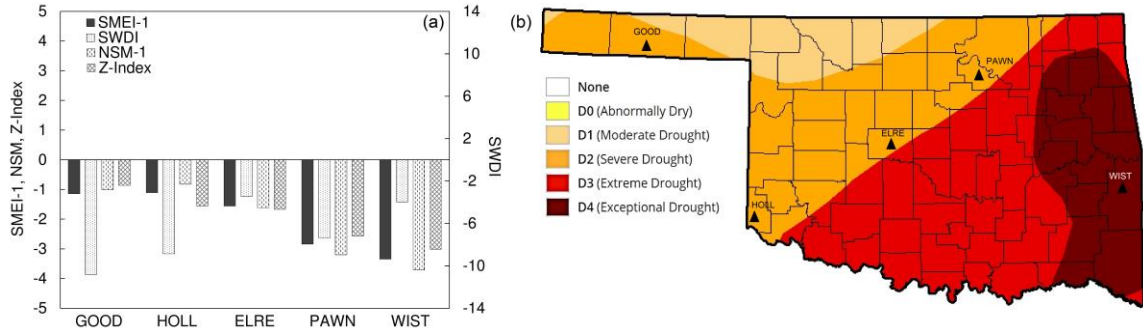 (a)
SMEI-1
SWDI
NSM-1
Z-Index
SMEI-1, NSM, Z-Index
5
4
3
2
1
0
-1
-2
-3
-4
-5
14
10
6
2
-2
-6
-10
-14
SWDI
GOOD HOLL ELRE PAWN WIST
(b)
GOOD
PAWN
ELRE
WIST
HOLL
None
D0 (Abnormally Dry)
D1 (Moderate Drought)
D2 (Severe Drought)
D3 (Extreme Drought)
D4 (Exceptional Drought)